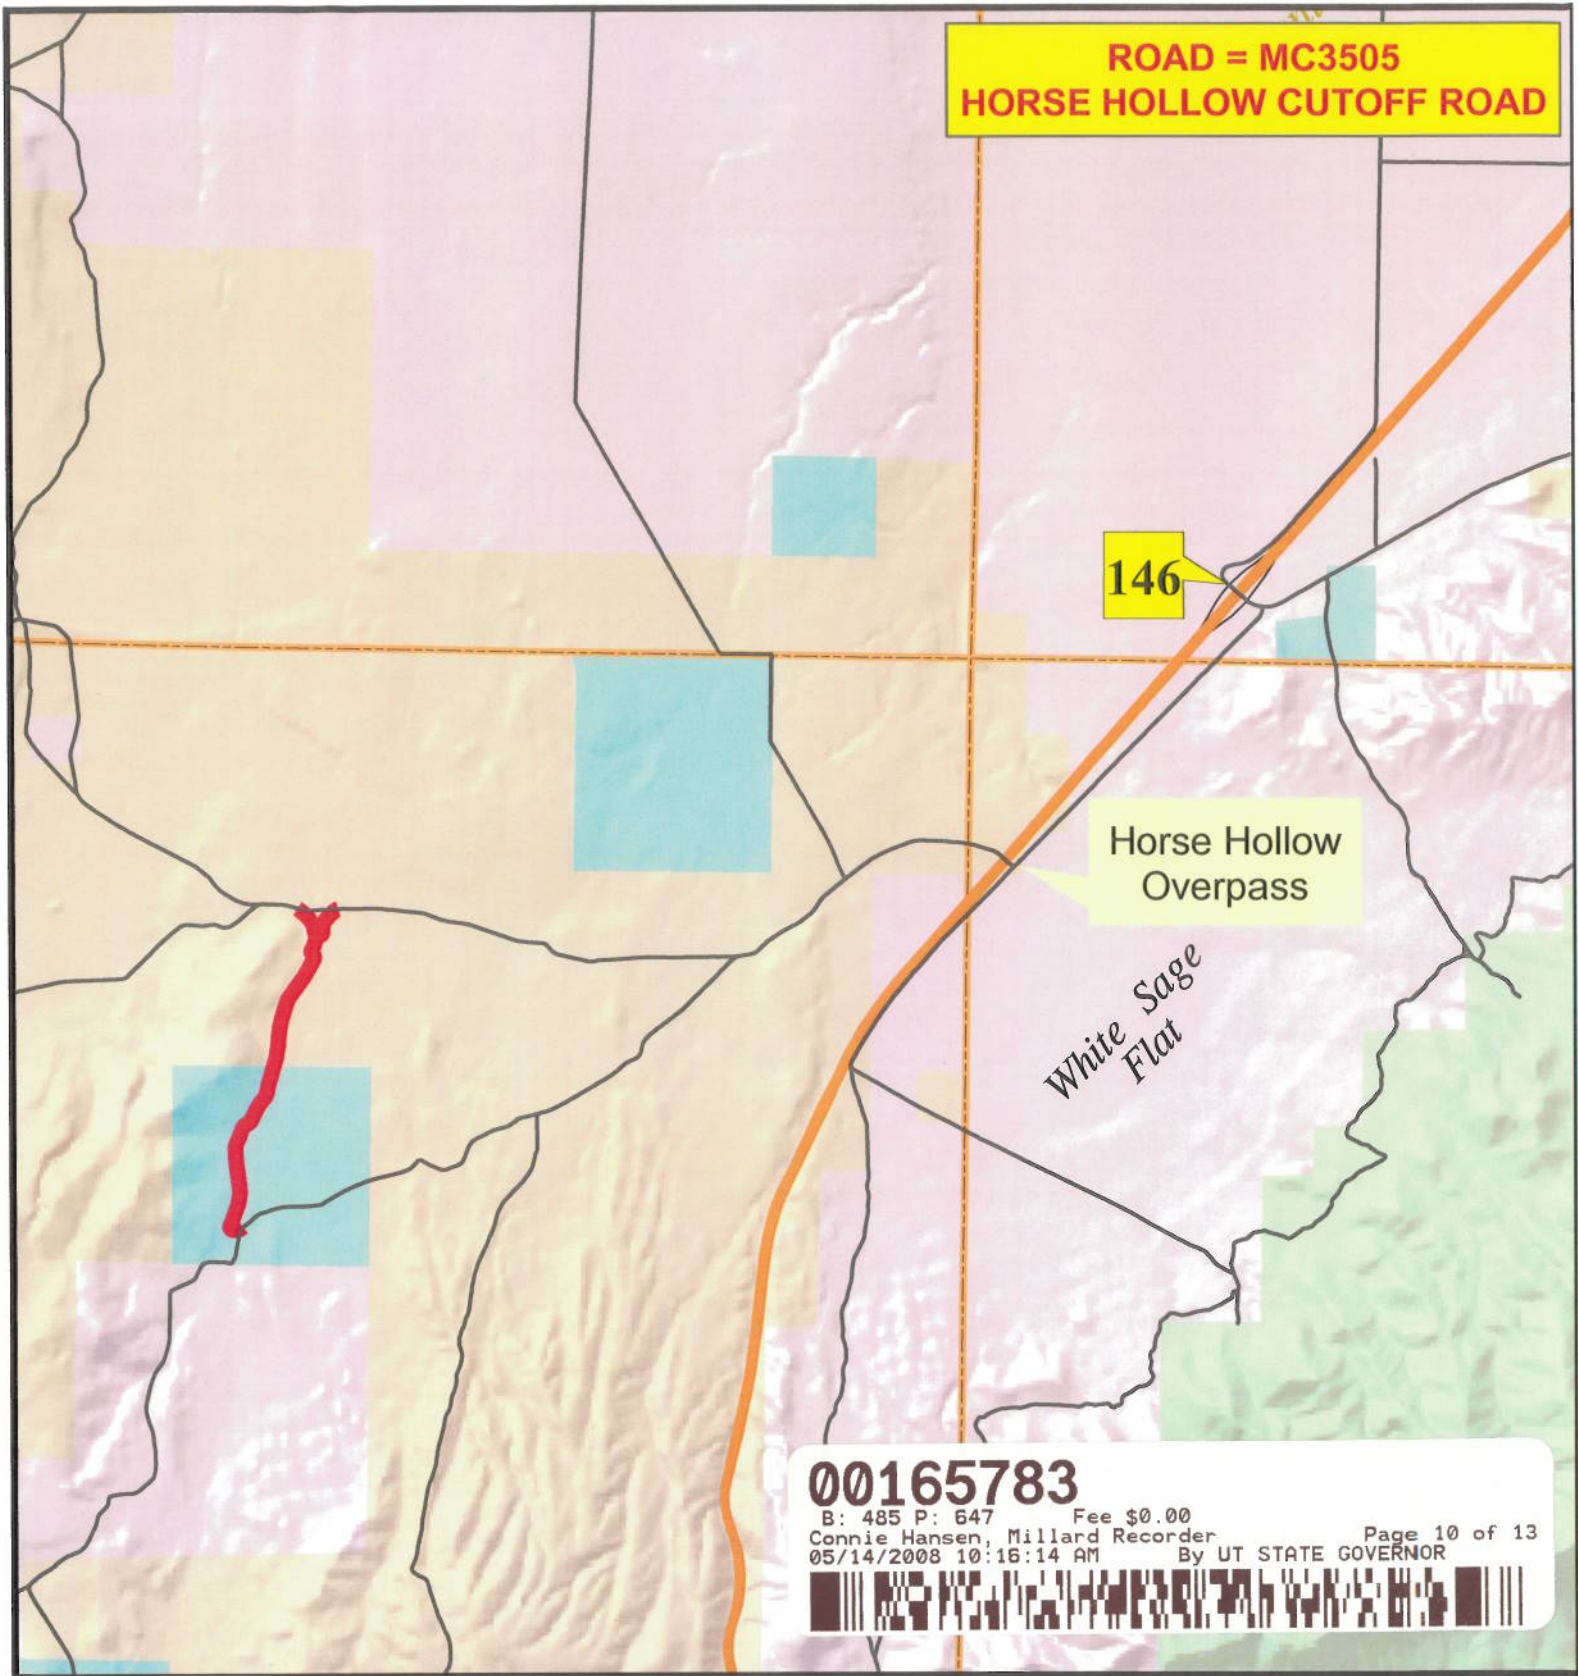 ROAD = MC3505
HORSE HOLLOW CUTOFF ROAD
146
Horse Hollow
Overpass
White Sage
Flat
00165783
B: 485 P: 647 Fee $0.00
Connie Hansen, Millard Recorder Page 10 of 13
05/14/2008 10:16:14 AM By UT STATE GOVERNOR